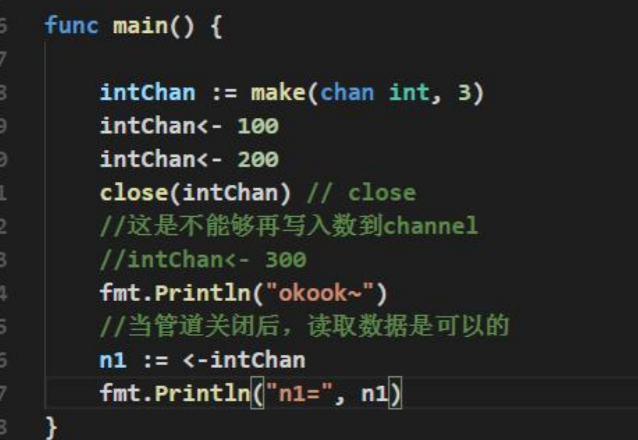 6 func main() {
7
8 intChan := make(chan int, 3)
9 intChan<- 100
0 intChan<- 200
1 close(intChan) // close
2 //这是不能够再写入数到channel
3 //intChan<- 300
4 fmt.Println("okook~")
5 //当管道关闭后，读取数据是可以的
6 n1 := <-intChan
7 fmt.Println("n1=", n1)
8 }